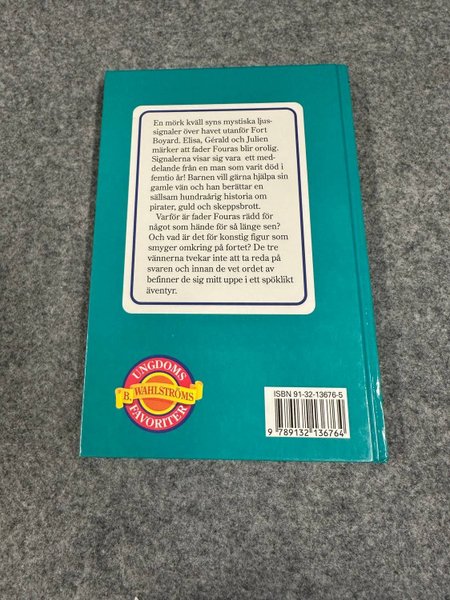 En mörk kväll syns mystiska ljus-
signaler över havet utanför Fort
Boyard. Elisa, Gérald och Julien
märker att fader Fouras blir orolig.
Signalerna visar sig vara ett med-
delande från en man som varit död i
femtio år! Barnen vill gärna hjälpa sin
gamle vän och han berättar en
sällsam hundraårig historia om
pirater, guld och skeppsbrott.
Varför är fader Fouras rädd för
något som hände för så länge sen?
Och vad är det för konstig figur som
smyger omkring på fortet? De tre
vännerna tvekar inte att ta reda på
svaren och innan de vet ordet av
befinner de sig mitt uppe i ett spöklikt
äventyr.
UNGDOMS
B. WAHLSTRÖMS
FAVORITER
ISBN 91-32-13676-5
9 789132 136764